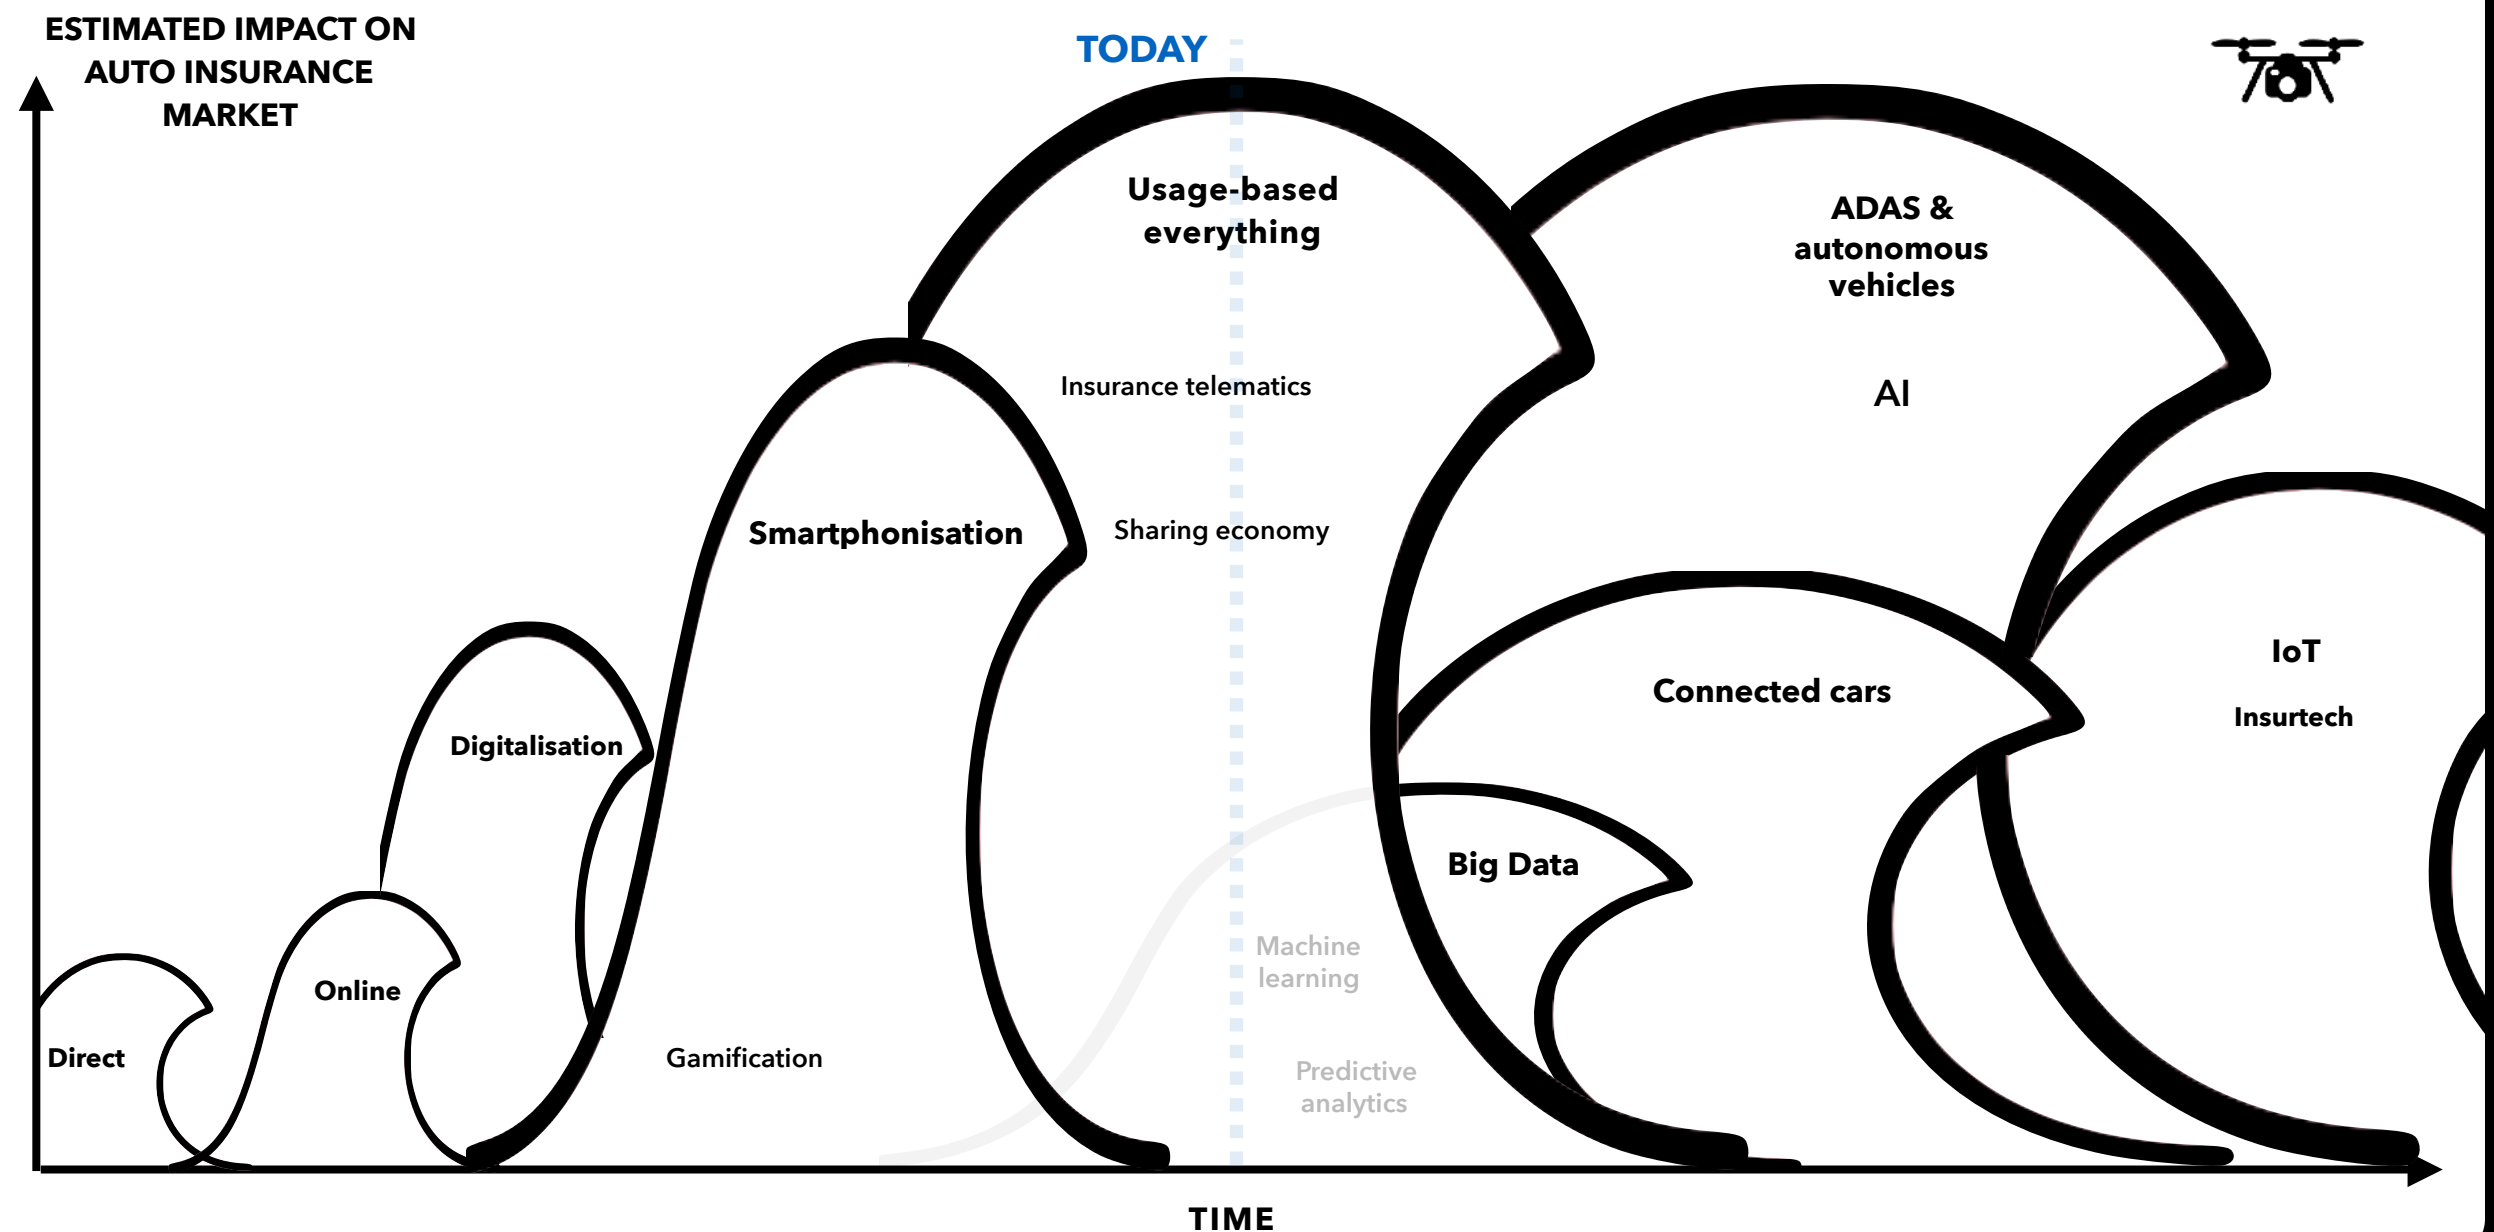 ESTIMATED IMPACT ON
AUTO INSURANCE
MARKET
TODAY
Usage-based
everything
ADAS &
autonomous
vehicles
Insurance telematics
AI
Smartphonisation
Sharing economy
IoT
Connected cars
Insurtech
Digitalisation
Big Data
Machine
learning
Online
Direct
Gamification
Predictive
analytics
TIME